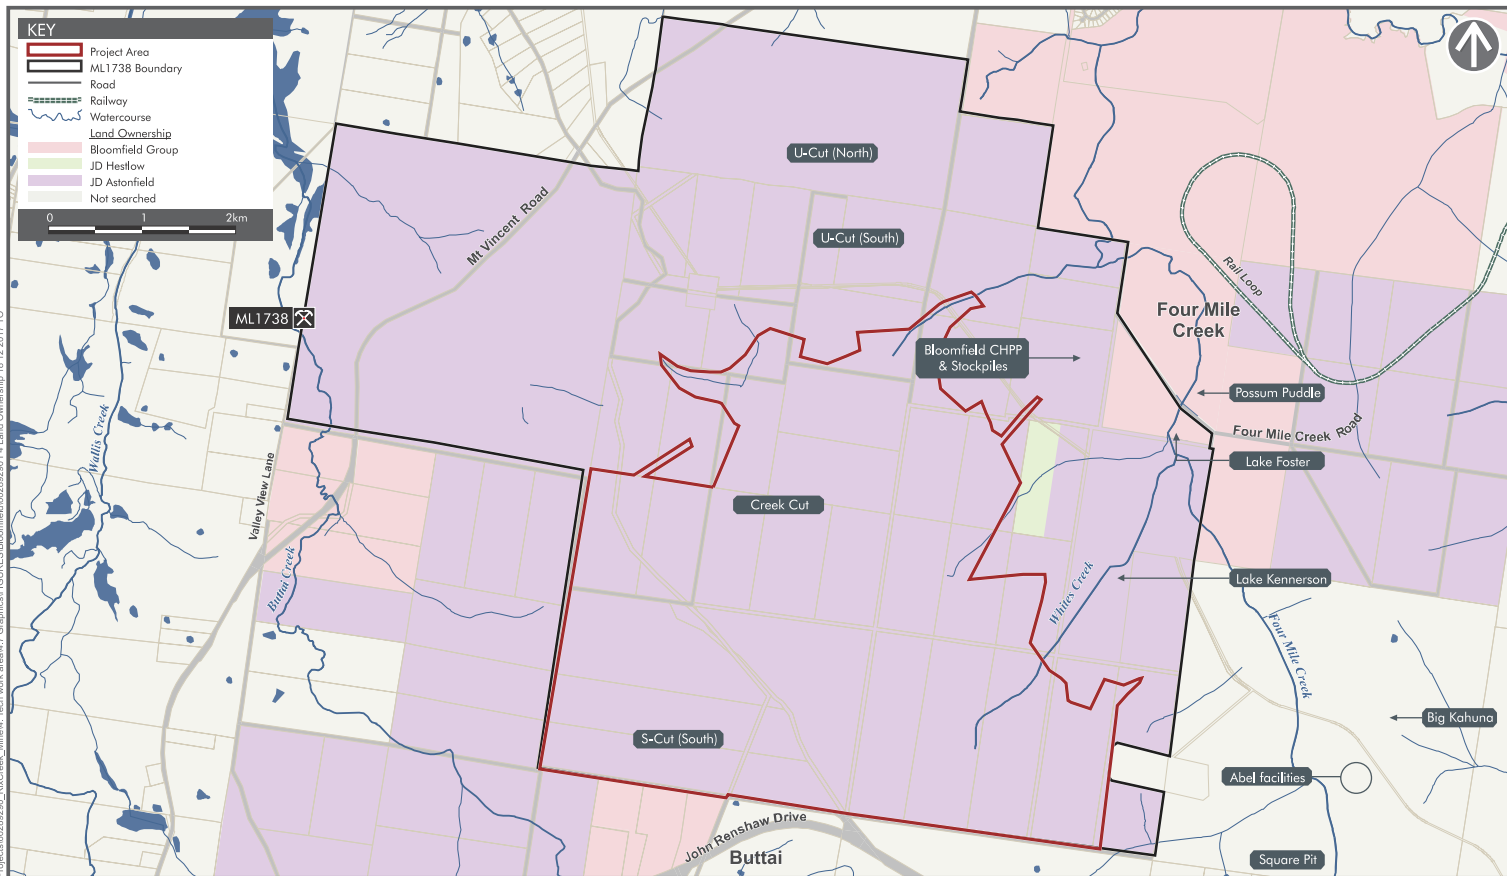 KEY
Project Area
ML1738 Boundary
Road
Railway
Watercourse
Land Ownership
Bloomfield Group
JD Hestlow
JD Astonfield
Not searched
0 1 2km
U-Cut (North)
U-Cut (South)
Mt Vincent Road
ML1738
Rail Loop
Four Mile
Creek
Bloomfield CHPP
& Stockpiles
Possum Puddle
Four Mile Creek Road
Lake Foster
Wallis Creek
Valley View Lane
Creek Cut
Buttai Creek
Lake Kennerson
Whites Creek
Four Mile Creek
Big Kahuna
S-Cut (South)
Abel facilities
John Renshaw Drive
Buttai
Square Pit